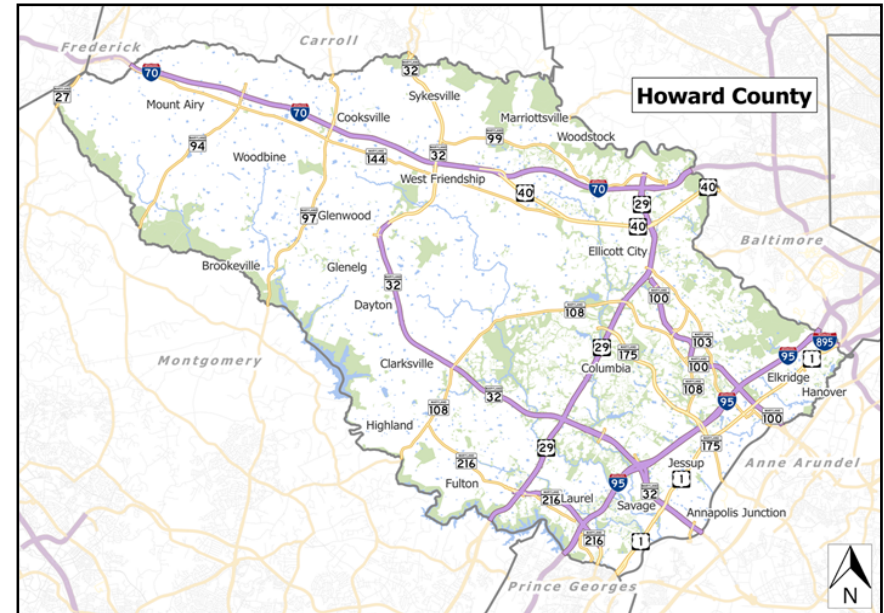 Frederick
Carroll
Howard County
70
32
27
Mount Airy
70
Sykesville
Cooksville
Marriottsville
94
99
Woodstock
Woodbine
144
32
West Friendship
40
70
40
29
97
Glenwood
40
Baltimore
Ellicott City
Brookeville
Glenelg
32
100
Dayton
108
103
895
Montgomery
29
175
95
1
Clarksville
Columbia
100
Elkridge
32
108
Hanover
108
95
100
Highland
29
175
216
Jessup
Anne Arundel
Fulton
95
1
216
Laurel
32
Savage
Annapolis Junction
216
1
Prince Georges
N